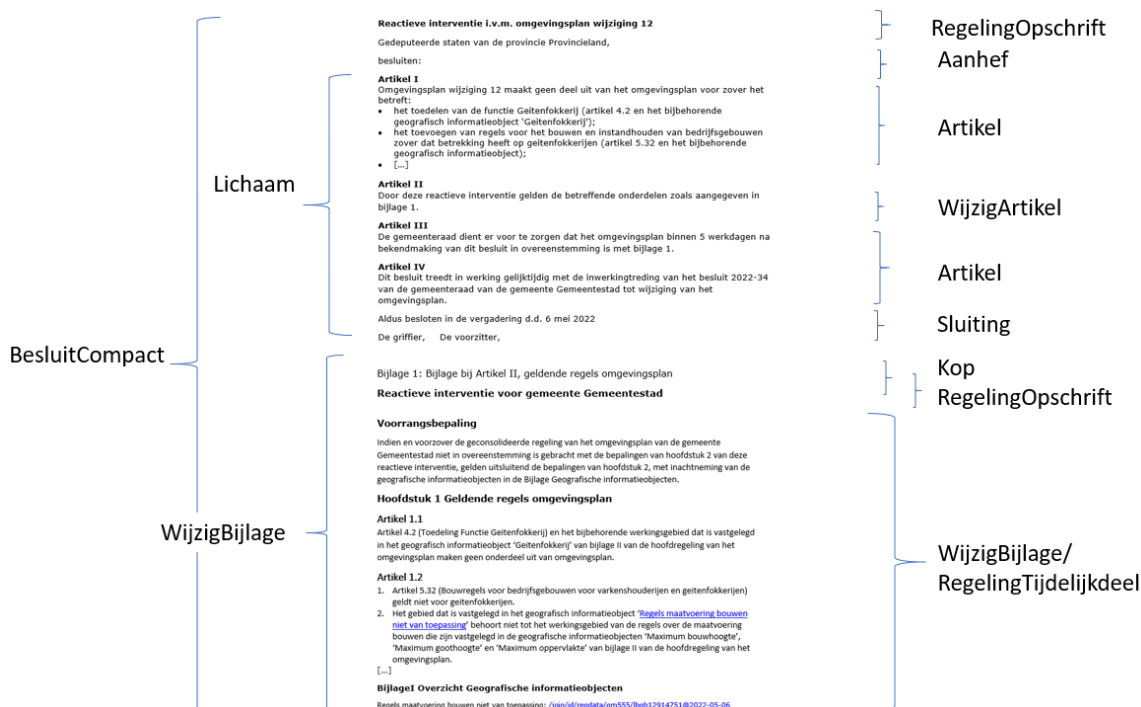 Reactieve interventie i.v.m. omgevingsplan wijziging 12
RegelingOpschrift
Gedeputeerde staten van de provincie Provincieland,
Aanhef
besluiten:
Artikel I
Omgevingsplan wijziging 12 maakt geen deel uit van het omgevingsplan voor zover het
betreft:
• het toedelen van de functie Geitenfokkerij (artikel 4.2 en het bijbehorende
geografisch informatieobject ‘Geitenfokkerij’);
Artikel
• het toevoegen van regels voor het bouwen en instandhouden van bedrijfsgebouwen
zover dat betrekking heeft op geitenfokkerijen (artikel 5.32 en het bijbehorende
geografisch informatieobject);
• […]
Lichaam
Artikel II
Door deze reactieve interventie gelden de betreffende onderdelen zoals aangegeven in
bijlage 1.
WijzigArtikel
Artikel III
De gemeenteraad dient er voor te zorgen dat het omgevingsplan binnen 5 werkdagen na
bekendmaking van dit besluit in overeenstemming is met bijlage 1.
Artikel IV
Artikel
Dit besluit treedt in werking gelijktijdig met de inwerkingtreding van het besluit 2022-34
van de gemeenteraad van de gemeente Gemeentestad tot wijziging van het
omgevingsplan.
Aldus besloten in de vergadering d.d. 6 mei 2022
Sluiting
De griffier, De voorzitter,
BesluitCompact
Bijlage 1: Bijlage bij Artikel II, geldende regels omgevingsplan
Kop
Reactieve interventie voor gemeente Gemeentestad
RegelingOpschrift
Voorrangsbepaling
Indien en voorzover de geconsolideerde regeling van het omgevingsplan van de gemeente
Gemeentestad niet in overeenstemming is gebracht met de bepalingen van hoofdstuk 2 van deze
reactieve interventie, gelden uitsluitend de bepalingen van hoofdstuk 2, met inachtneming van de
geografische informatieobjecten in de Bijlage Geografische informatieobjecten.
Hoofdstuk 1 Geldende regels omgevingsplan
Artikel 1.1
WijzigBijlage
Artikel 4.2 (Toedeling Functie Geitenfokkerij) en het bijbehorende werkingsgebied dat is vastgelegd
in het geografisch informatieobject ‘Geitenfokkerij’ van bijlage II van de hoofdregeling van het
omgevingsplan maken geen onderdeel uit van omgevingsplan.
WijzigBijlage/
RegelingTijdelijkdeel
Artikel 1.2
1. Artikel 5.32 (Bouwregels voor bedrijfsgebouwen voor varkenshouderijen en geitenfokkerijen)
geldt niet voor geitenfokkerijen.
2. Het gebied dat is vastgelegd in het geografisch informatieobject ‘Regels maatvoering bouwen
niet van toepassing’ behoort niet tot het werkingsgebied van de regels over de maatvoering
bouwen die zijn vastgelegd in de geografische informatieobjecten ‘Maximum bouwhoogte’,
‘Maximum goothoogte’ en ‘Maximum oppervlakte’ van bijlage II van de hoofdregeling van het
omgevingsplan.
[…]
BijlageI Overzicht Geografische informatieobjecten
Regels maatvoering bouwen niet van toepassing: /join/id/regdata/gm555/lhgb12914751@2022-05-06